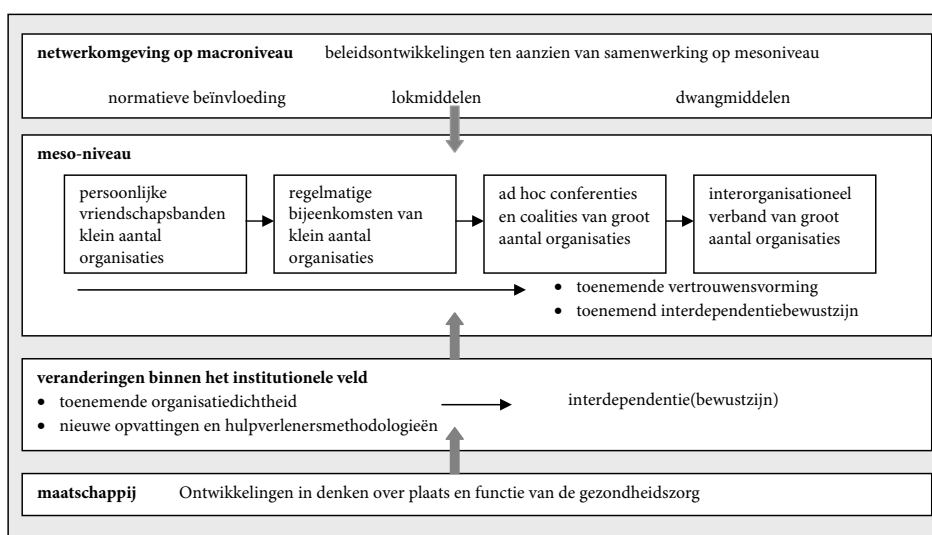 netwerkomgeving op macroniveau beleidsontwikkelingen ten aanzien van samenwerking op mesoniveau
normatieve beïnvloeding lokmiddelen dwangmiddelen
meso-niveau
persoonlijke
vriendschapsbanden
klein aantal
organisaties
regelmatige
bijeenkomsten van
klein aantal
organisaties
ad hoc conferenties
en coalities van groot
aantal organisaties
interorganisationeel
verband van groot
aantal organisaties
• toenemende vertrouwensvorming
• toenemend interdependentiebewustzijn
veranderingen binnen het institutionele veld
• toenemende organisatiedichtheid
• nieuwe opvattingen en hulpverlenersmethodologieën
interdependentie(bewustzijn)
maatschappij Ontwikkelingen in denken over plaats en functie van de gezondheidszorg